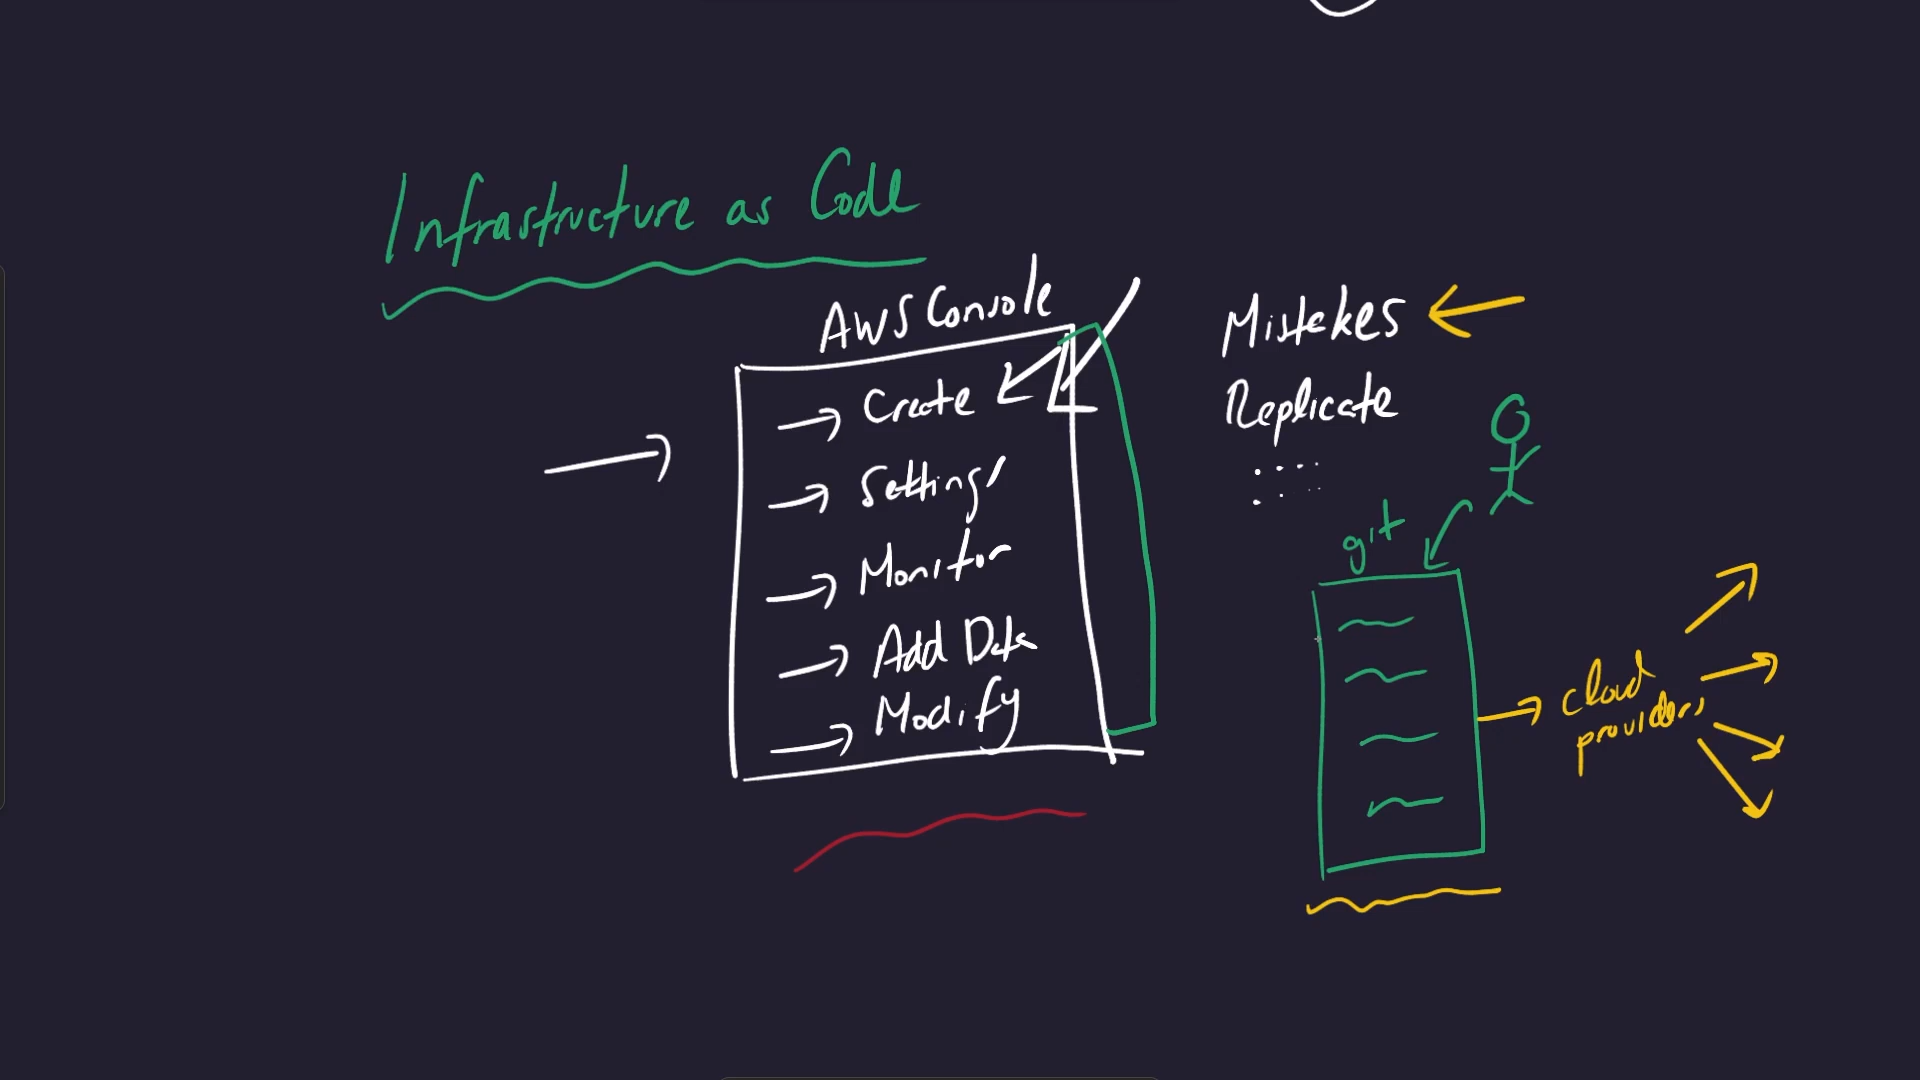 Infrastructure as Code
AWS Console
Create
Settings
Monitor
Add Data
Modify
Mistakes
Replicate
git
cloud
providers